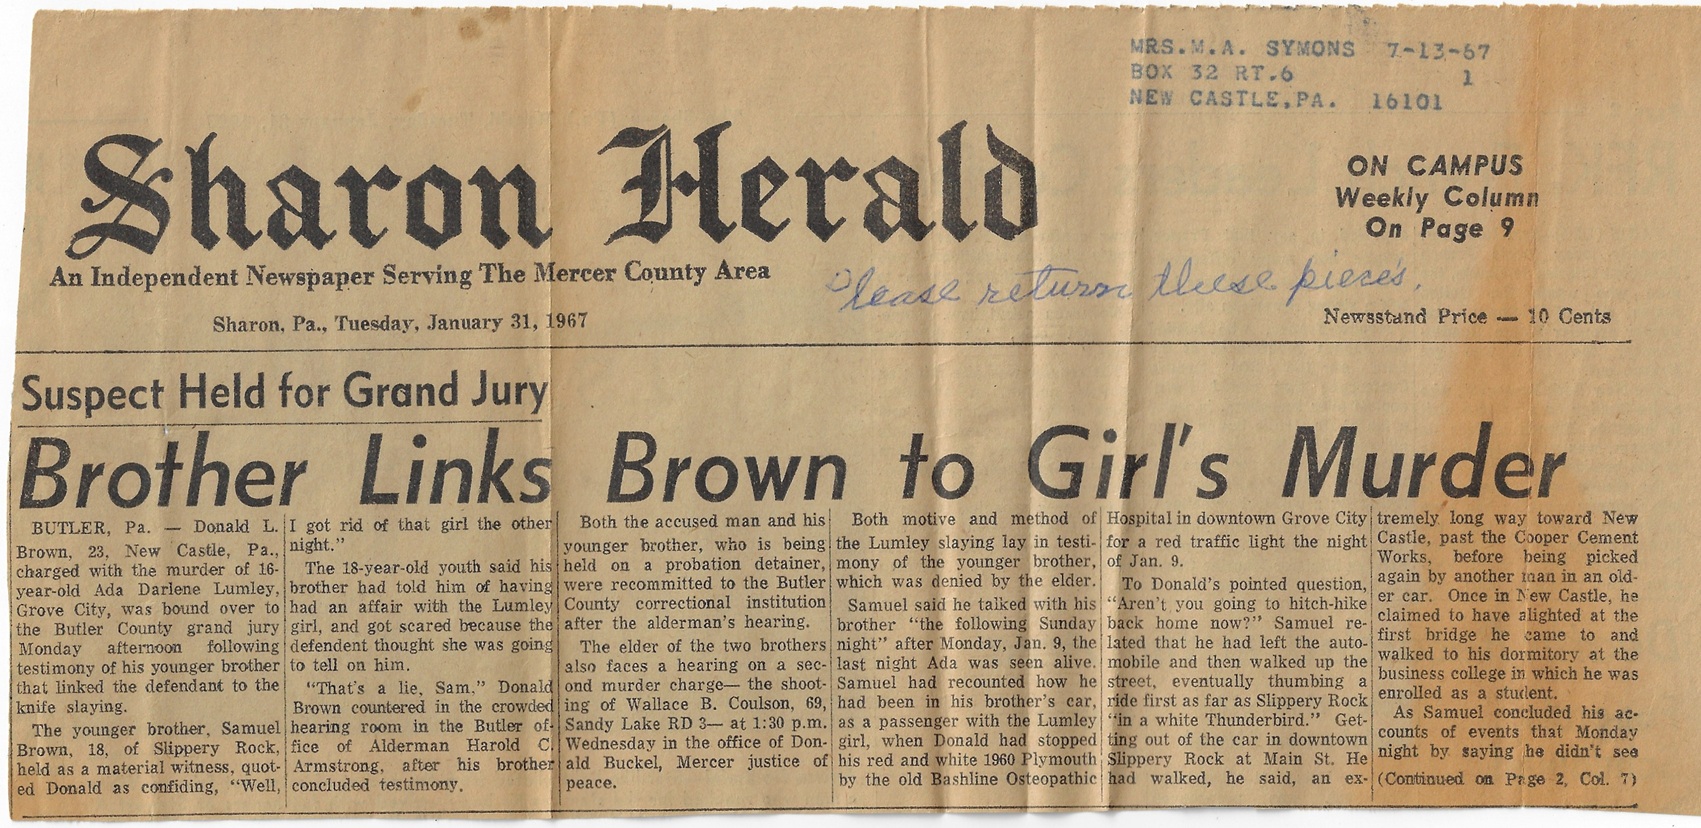 MRS.M.A. SYMONS 7-13-67
BOX 32 RT.6 1
NEW CASTLE,PA. 16101
Sharon Herald
ON CAMPUS
Weekly Column
On Page 9
An Independent Newspaper Serving The Mercer County Area
Please return these pieces.
Sharon, Pa., Tuesday, January 31, 1967
Newsstand Price — 10 Cents
Suspect Held for Grand Jury
Brother Links Brown to Girl's Murder
BUTLER, Pa. — Donald L.
Brown, 23, New Castle, Pa.,
charged with the murder of 16-
year-old Ada Darlene Lumley,
Grove City, was bound over to
the Butler County grand jury
Monday afternoon following
testimony of his younger brother
that linked the defendant to the
knife slaying.
The younger brother, Samuel
Brown, 18, of Slippery Rock,
held as a material witness, quot-
ed Donald as confiding, "Well,
I got rid of that girl the other
night."
The 18-year-old youth said his
brother had told him of having
had an affair with the Lumley
girl, and got scared because the
defendent thought she was going
to tell on him.
"That's a lie, Sam," Donald
Brown countered in the crowded
hearing room in the Butler of-
fice of Alderman Harold C.
Armstrong, after his brother
concluded testimony.
Both the accused man and his
younger brother, who is being
held on a probation detainer,
were recommitted to the Butler
County correctional institution
after the alderman's hearing.
The elder of the two brothers
also faces a hearing on a sec-
ond murder charge— the shoot-
ing of Wallace B. Coulson, 69,
Sandy Lake RD 3— at 1:30 p.m.
Wednesday in the office of Don-
ald Buckel, Mercer justice of
peace.
Both motive and method of
the Lumley slaying lay in testi-
mony of the younger brother,
which was denied by the elder.
Samuel said he talked with his
brother "the following Sunday
night" after Monday, Jan. 9, the
last night Ada was seen alive.
Samuel had recounted how he
had been in his brother's car,
as a passenger with the Lumley
girl, when Donald had stopped
his red and white 1960 Plymouth
by the old Bashline Osteopathic
Hospital in downtown Grove City
for a red traffic light the night
of Jan. 9.
To Donald's pointed question,
"Aren't you going to hitch-hike
back home now?" Samuel re-
lated that he had left the auto-
mobile and then walked up the
street, eventually thumbing a
ride first as far as Slippery Rock
"in a white Thunderbird." Get-
ting out of the car in downtown
Slippery Rock at Main St. He
had walked, he said, an ex-
tremely long way toward New
Castle, past the Cooper Cement
Works, before being picked
again by another man in an old-
er car. Once in New Castle, he
claimed to have alighted at the
first bridge he came to and
walked to his dormitory at the
business college in which he was
enrolled as a student.
As Samuel concluded his ac-
counts of events that Monday
night by saying he didn't see
(Continued on Page 2, Col. 7)